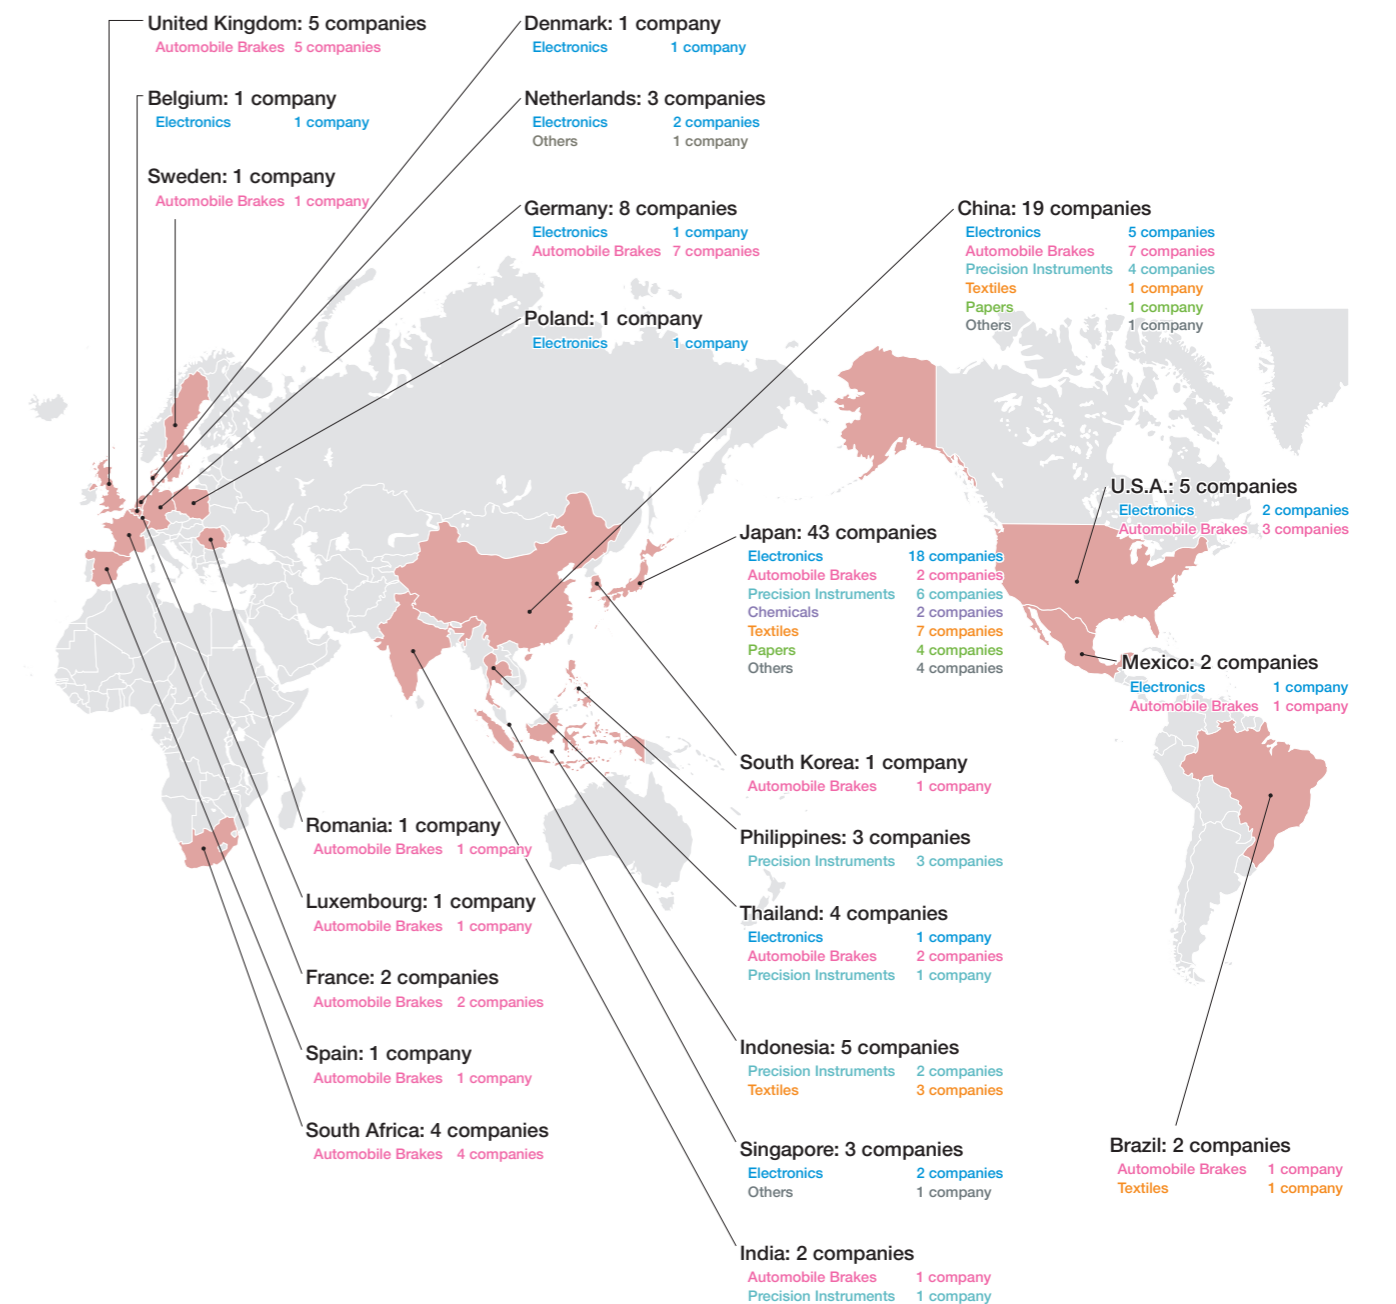 United Kingdom: 5 companies
Automobile Brakes 5 companies
Belgium: 1 company
Electronics 1 company
Sweden: 1 company
Automobile Brakes 1 company
Denmark: 1 company
Electronics 1 company
Netherlands: 3 companies
Electronics 2 companies
Others 1 company
Germany: 8 companies
Electronics 1 company
Automobile Brakes 7 companies
Poland: 1 company
Electronics 1 company
China: 19 companies
Electronics 5 companies
Automobile Brakes 7 companies
Precision Instruments 4 companies
Textiles 1 company
Papers 1 company
Others 1 company
U.S.A.: 5 companies
Electronics 2 companies
Automobile Brakes 3 companies
Japan: 43 companies
Electronics 18 companies
Automobile Brakes 2 companies
Precision Instruments 6 companies
Chemicals 2 companies
Textiles 7 companies
Papers 4 companies
Others 4 companies
Mexico: 2 companies
Electronics 1 company
Automobile Brakes 1 company
South Korea: 1 company
Automobile Brakes 1 company
Philippines: 3 companies
Precision Instruments 3 companies
Thailand: 4 companies
Electronics 1 company
Automobile Brakes 2 companies
Precision Instruments 1 company
Indonesia: 5 companies
Precision Instruments 2 companies
Textiles 3 companies
Singapore: 3 companies
Electronics 2 companies
Others 1 company
India: 2 companies
Automobile Brakes 1 company
Precision Instruments 1 company
Romania: 1 company
Automobile Brakes 1 company
Luxembourg: 1 company
Automobile Brakes 1 company
France: 2 companies
Automobile Brakes 2 companies
Spain: 1 company
Automobile Brakes 1 company
South Africa: 4 companies
Automobile Brakes 4 companies
Brazil: 2 companies
Automobile Brakes 1 company
Textiles 1 company